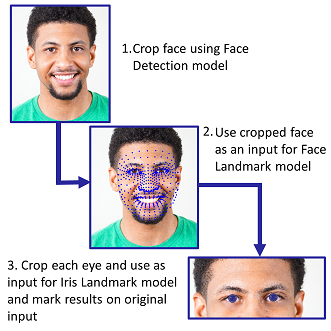 1.Crop face using Face
Detection model
2. Use cropped face
as an input for Face
Landmark model
3. Crop each eye and use as
input for Iris Landmark model
and mark results on original
input